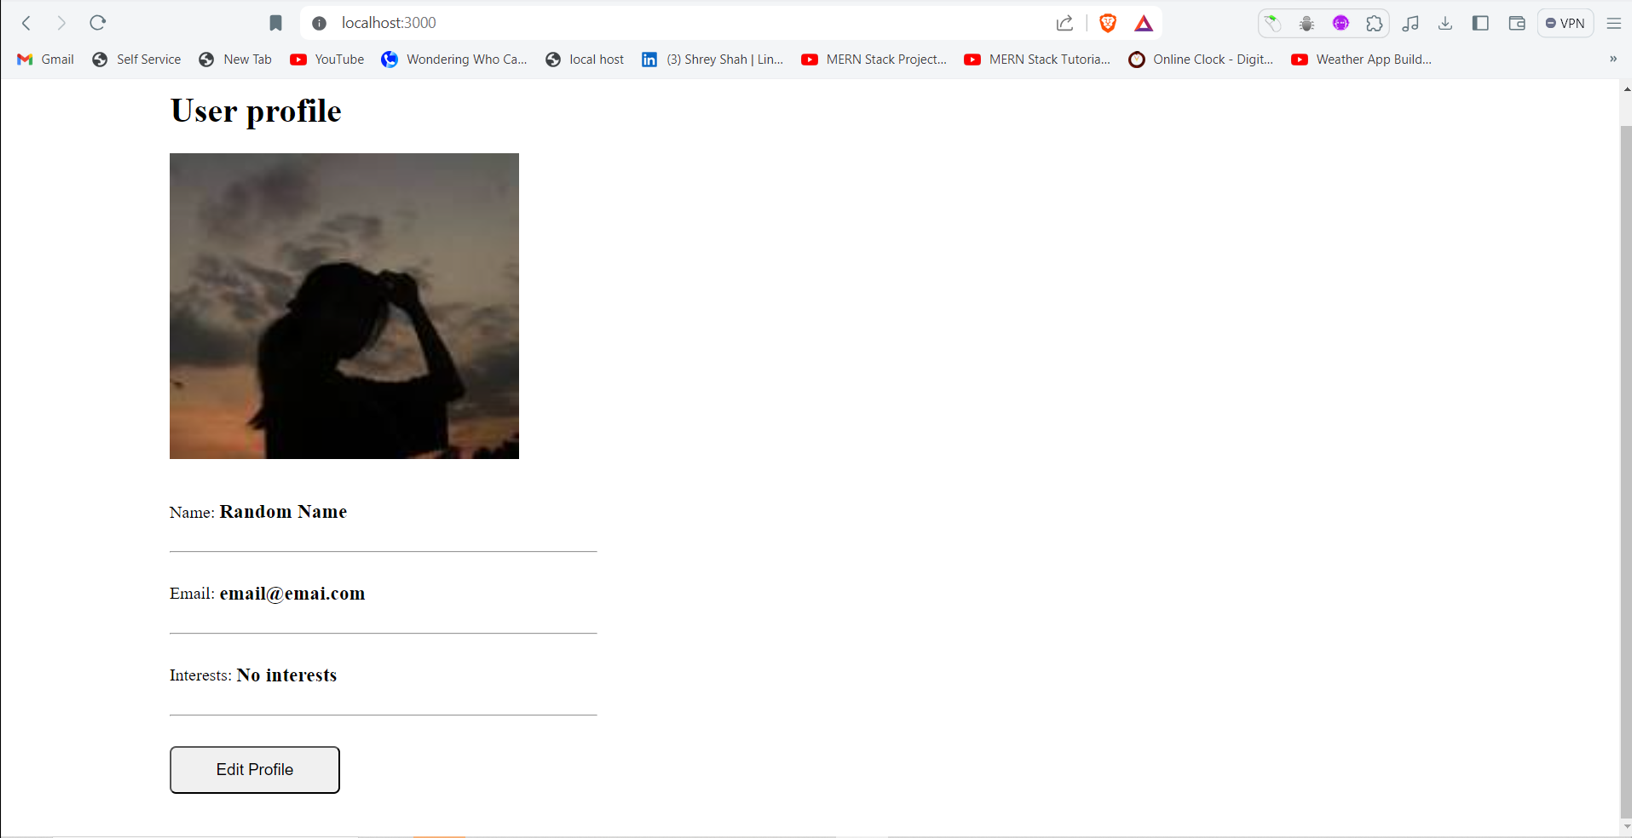 localhost:3000
VPN
Gmail Self Service New Tab YouTube Wondering Who Ca... local host (3) Shrey Shah | Lin... MERN Stack Project,... MERN Stack Tutoria... Online Clock - Digit... Weather App Build... »
User profile
Name: Random Name
Email: email@emai.com
Interests: No interests
Edit Profile